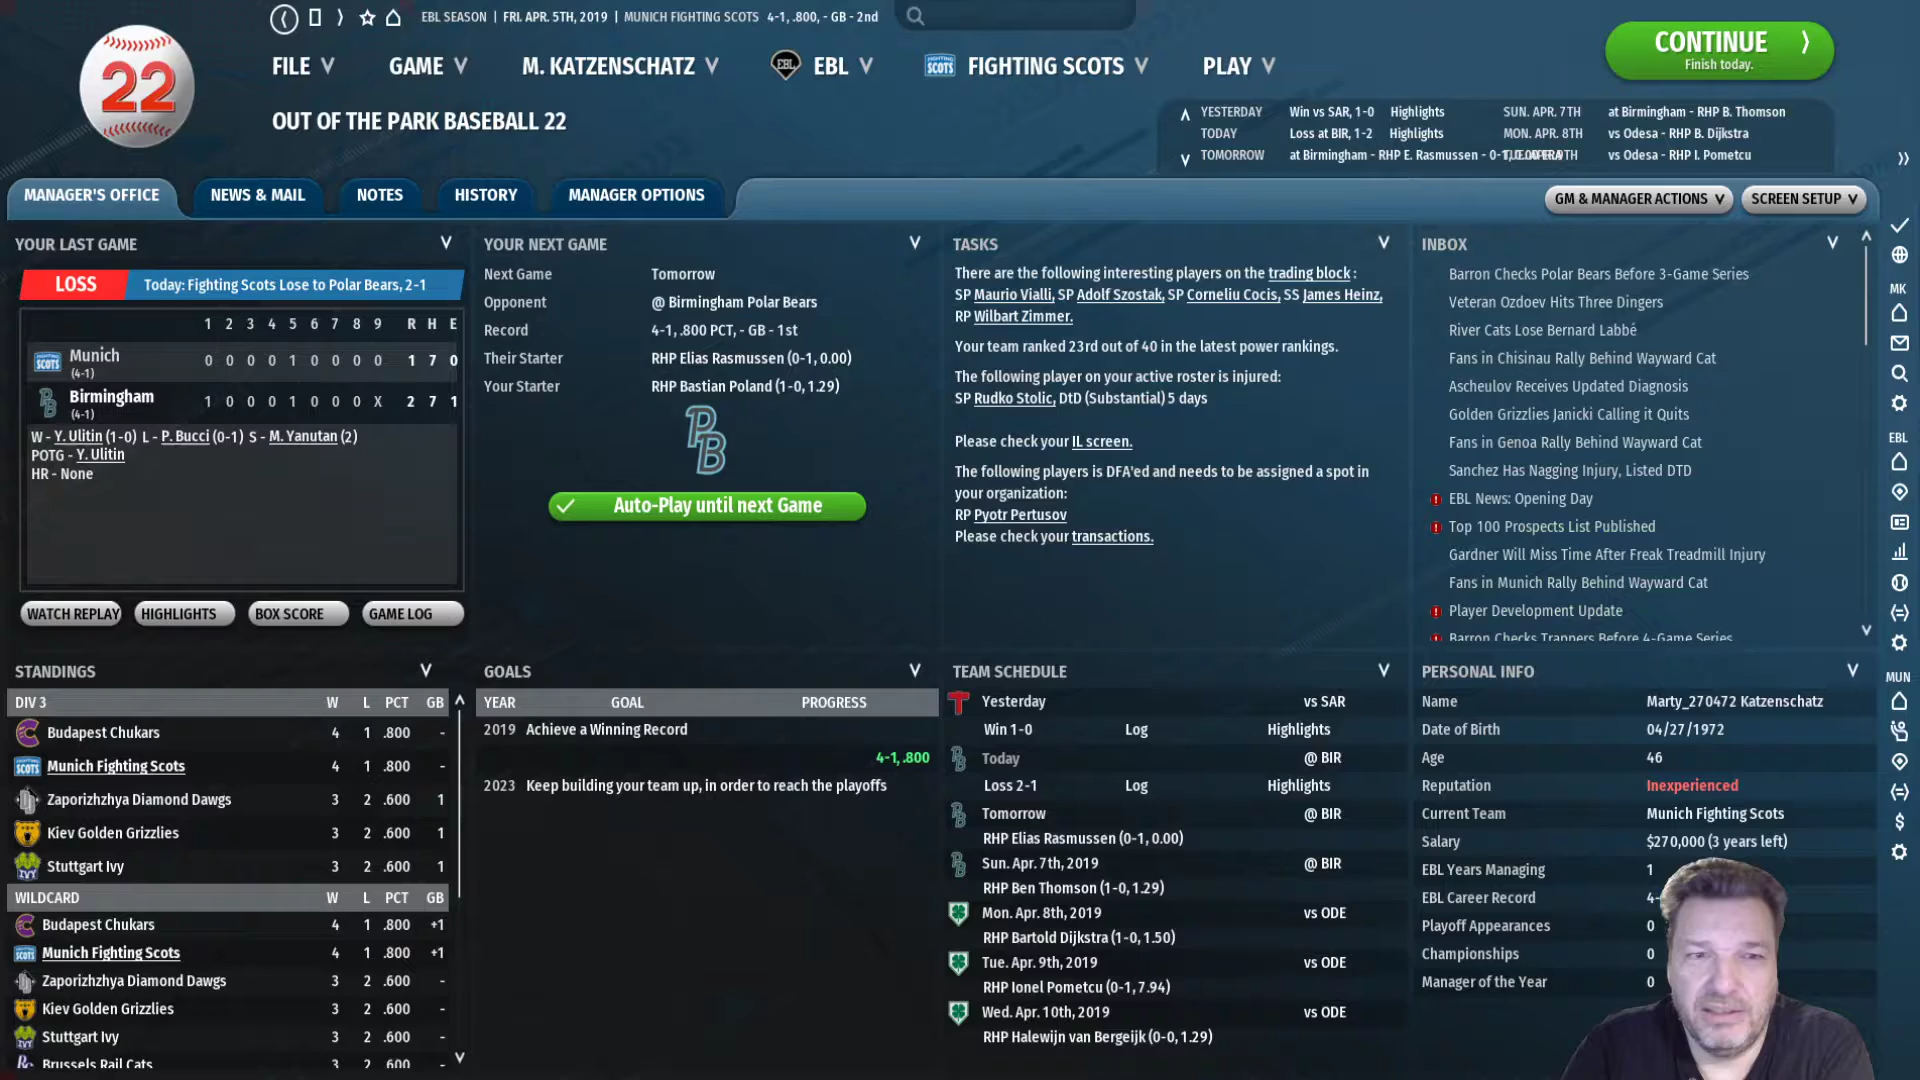 EBL SEASON | FRI. APR. 5TH, 2019 | MUNICH FIGHTING SCOTS 4-1, .800, - GB - 2nd
22
FILE GAME M. KATZENSCHATZ EBL FIGHTING SCOTS PLAY
CONTINUE
Finish today.
OUT OF THE PARK BASEBALL 22
YESTERDAY Win vs SAR, 1-0 Highlights SUN. APR. 7TH at Birmingham - RHP B. Thomson
TODAY Loss at BIR, 1-2 Highlights MON. APR. 8TH vs Odesa - RHP B. Dijkstra
TOMORROW at Birmingham - RHP E. Rasmussen - 0-1, vs Odesa - RHP I. Pometcu
MANAGER'S OFFICE NEWS & MAIL NOTES HISTORY MANAGER OPTIONS
GM & MANAGER ACTIONS SCREEN SETUP
YOUR LAST GAME
LOSS Today: Fighting Scots Lose to Polar Bears, 2-1
1 2 3 4 5 6 7 8 9 R H E
SCOTS Munich 0 0 0 0 1 0 0 0 0 1 7 0
(4-1)
Birmingham 1 0 0 0 1 0 0 0 X 2 7 1
(4-1)
W - Y. Ulitin (1-0) L - P. Bucci (0-1) S - M. Yanutan (2)
POTG - Y. Ulitin
HR - None
WATCH REPLAY HIGHLIGHTS BOX SCORE GAME LOG
YOUR NEXT GAME
Next Game Tomorrow
Opponent @ Birmingham Polar Bears
Record 4-1, .800 PCT, - GB - 1st
Their Starter RHP Elias Rasmussen (0-1, 0.00)
Your Starter RHP Bastian Poland (1-0, 1.29)
PB
Auto-Play until next Game
TASKS
There are the following interesting players on the trading block :
SP Maurio Vialli, SP Adolf Szostak, SP Corneliu Cocis, SS James Heinz,
RP Wilbart Zimmer.
Your team ranked 23rd out of 40 in the latest power rankings.
The following player on your active roster is injured:
SP Rudko Stolic, DtD (Substantial) 5 days
Please check your IL screen.
The following players is DFA'ed and needs to be assigned a spot in
your organization:
RP Pyotr Pertusov
Please check your transactions.
INBOX
Barron Checks Polar Bears Before 3-Game Series
Veteran Ozdoev Hits Three Dingers
River Cats Lose Bernard Labbé
Fans in Chisinau Rally Behind Wayward Cat
Ascheulov Receives Updated Diagnosis
Golden Grizzlies Janicki Calling it Quits
Fans in Genoa Rally Behind Wayward Cat
Sanchez Has Nagging Injury, Listed DTD
EBL News: Opening Day
Top 100 Prospects List Published
Gardner Will Miss Time After Freak Treadmill Injury
Fans in Munich Rally Behind Wayward Cat
Player Development Update
Barron Checks Trappers Before 4-Game Series
MK
EBL
MUN
STANDINGS
DIV 3 W L PCT GB
Budapest Chukars 4 1 .800 -
Munich Fighting Scots 4 1 .800 -
Zaporizhzhya Diamond Dawgs 3 2 .600 1
Kiev Golden Grizzlies 3 2 .600 1
Stuttgart Ivy 3 2 .600 1
WILDCARD W L PCT GB
Budapest Chukars 4 1 .800 +1
Munich Fighting Scots 4 1 .800 +1
Zaporizhzhya Diamond Dawgs 3 2 .600 -
Kiev Golden Grizzlies 3 2 .600 -
Stuttgart Ivy 3 2 .600 -
Brussels Rail Cats 3 2 .600 -
GOALS
YEAR GOAL PROGRESS
2019 Achieve a Winning Record
4-1, .800
2023 Keep building your team up, in order to reach the playoffs
TEAM SCHEDULE
Yesterday vs SAR
Win 1-0 Log Highlights
Today @ BIR
Loss 2-1 Log Highlights
Tomorrow @ BIR
RHP Elias Rasmussen (0-1, 0.00)
Sun. Apr. 7th, 2019 @ BIR
RHP Ben Thomson (1-0, 1.29)
Mon. Apr. 8th, 2019 vs ODE
RHP Bartold Dijkstra (1-0, 1.50)
Tue. Apr. 9th, 2019 vs ODE
RHP Ionel Pometcu (0-1, 7.94)
Wed. Apr. 10th, 2019 vs ODE
RHP Halewijn van Bergeijk (0-0, 1.29)
PERSONAL INFO
Name Marty_270472 Katzenschatz
Date of Birth 04/27/1972
Age 46
Reputation Inexperienced
Current Team Munich Fighting Scots
Salary $270,000 (3 years left)
EBL Years Managing 1
EBL Career Record 4-
Playoff Appearances 0
Championships 0
Manager of the Year 0